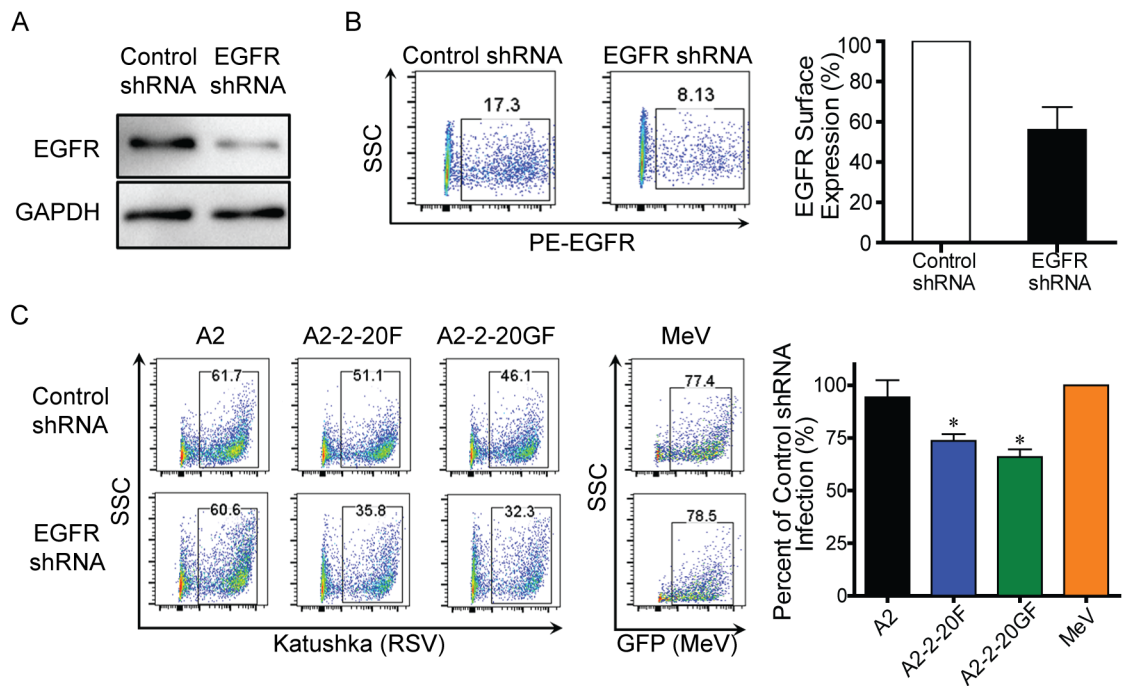 A
Control
shRNA
EGFR
shRNA
EGFR
GAPDH
B
Control shRNA
EGFR shRNA
17.3
8.13
SSC
PE-EGFR
EGFR Surface
Expression (%)
100
80
60
40
20
0
Control
shRNA
EGFR
shRNA
C
A2
A2-2-20F
A2-2-20GF
MeV
Control
shRNA
61.7
51.1
46.1
77.4
EGFR
shRNA
60.6
35.8
32.3
78.5
SSC
SSC
Katushka (RSV)
GFP (MeV)
Percent of Control shRNA
Infection (%)
100
75
50
25
0
*
*
A2
A2-2-20F
A2-2-20GF
MeV